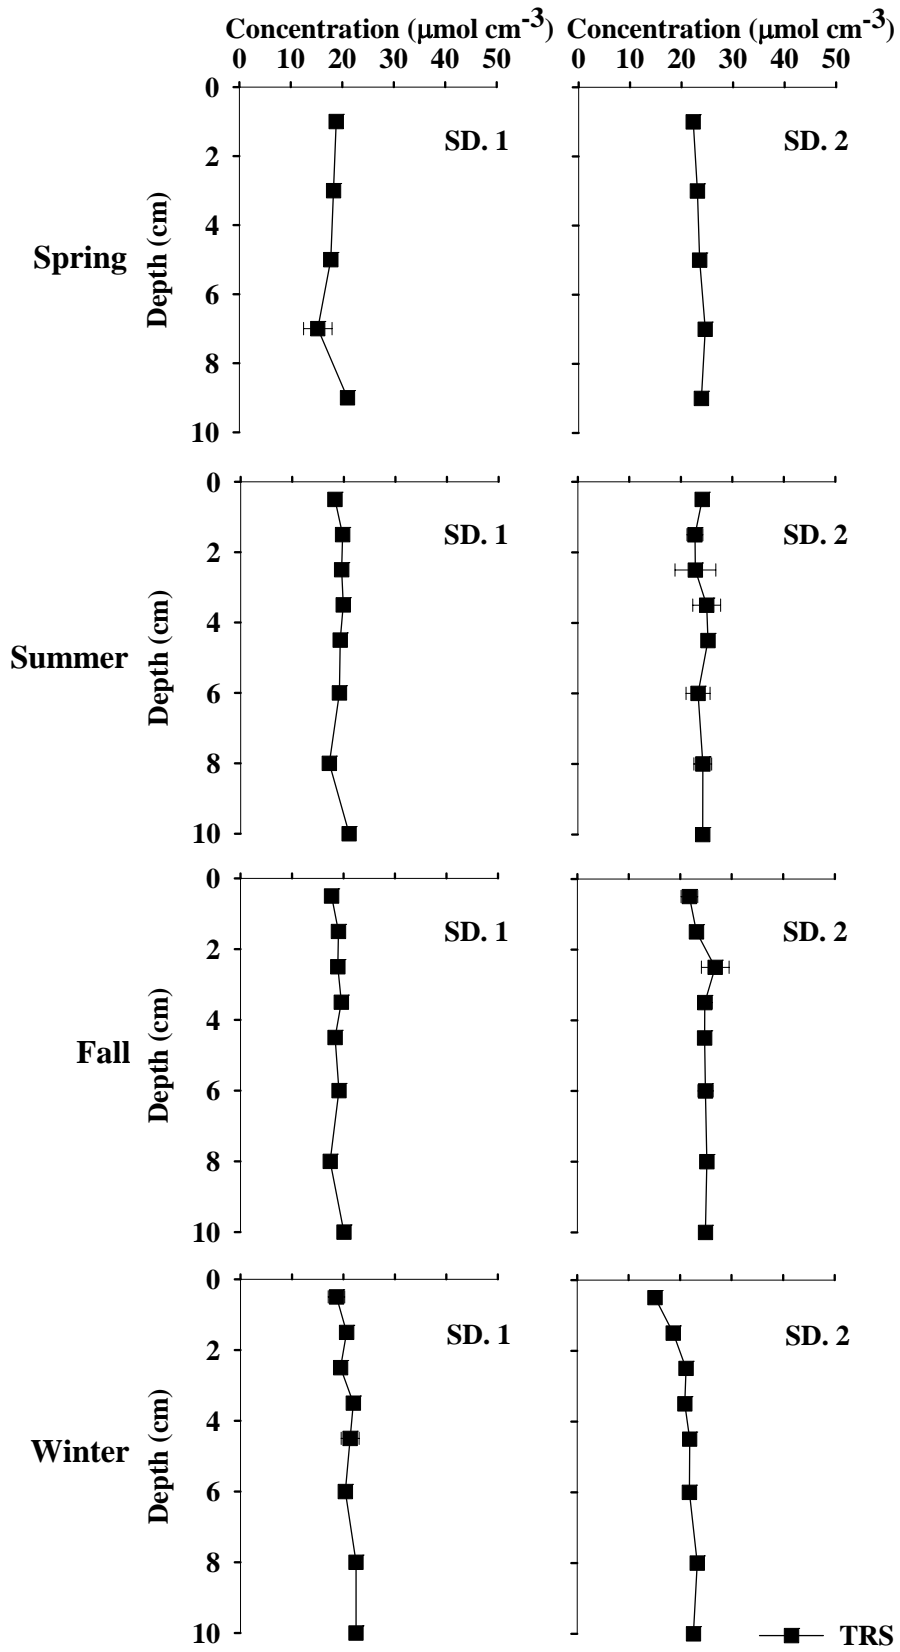 Concentration (μmol cm-3) Concentration (μmol cm-3)
0 10 20 30 40 50 0 10 20 30 40 50
0
SD. 1 SD. 2
2
4
Spring Depth (cm)
6
8
10
0
SD. 1 SD. 2
2
4
Summer Depth (cm)
6
8
10
0
SD. 1 SD. 2
2
4
Fall Depth (cm)
6
8
10
0
SD. 1 SD. 2
2
4
Winter Depth (cm)
6
8
10
TRS